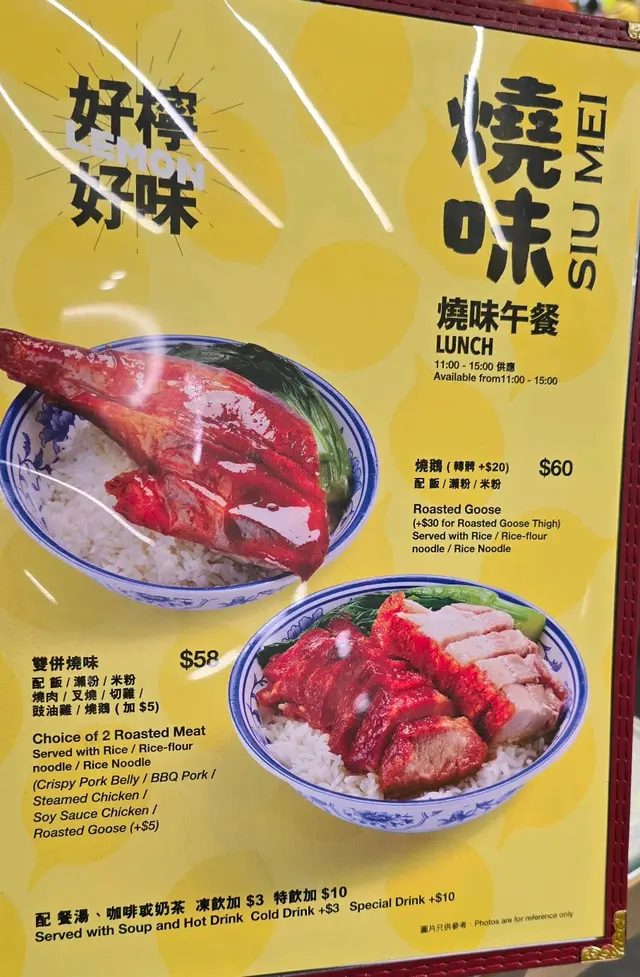 好檸
LEMON
好味
燒味
SIU MEI
燒味午餐
LUNCH
11:00 - 15:00 供應
Available from11:00 - 15:00
燒鵝 ( 轉髀 +$20) $60
配 飯 / 瀨粉 / 米粉
Roasted Goose
(+$30 for Roasted Goose Thigh)
Served with Rice / Rice-flour
noodle / Rice Noodle
雙併燒味 $58
配 飯 / 瀨粉 / 米粉
燒肉 / 叉燒 / 切雞 /
豉油雞 / 燒鵝 ( 加 $5)
Choice of 2 Roasted Meat
Served with Rice / Rice-flour
noodle / Rice Noodle
(Crispy Pork Belly / BBQ Pork /
Steamed Chicken /
Soy Sauce Chicken /
Roasted Goose (+$5)
配 餐湯、咖啡或奶茶 凍飲加 $3 特飲加 $10
Served with Soup and Hot Drink Cold Drink +$3 Special Drink +$10
圖片只供參考 Photos are for reference only